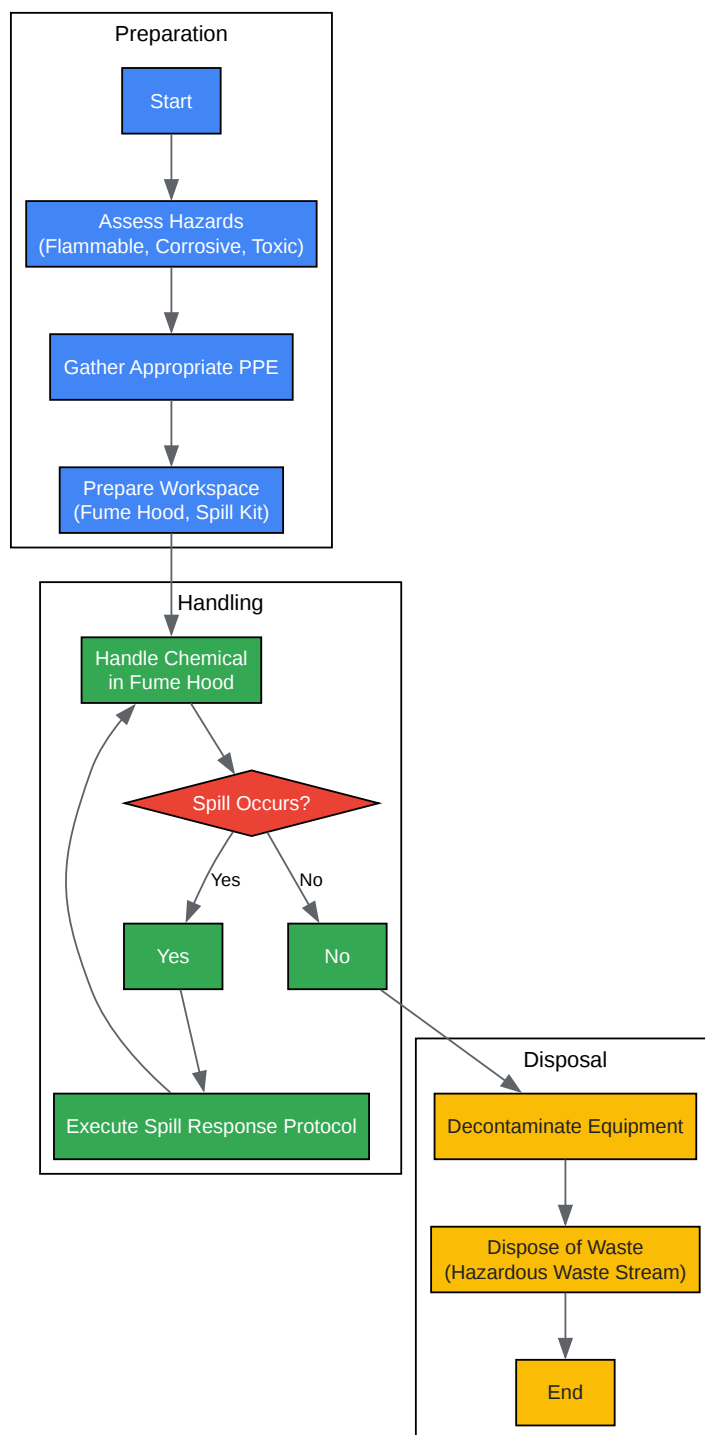 Preparation
Start
Assess Hazards
(Flammable, Corrosive, Toxic)
Gather Appropriate PPE
Prepare Workspace
(Fume Hood, Spill Kit)
Handling
Handle Chemical
in Fume Hood
Spill Occurs?
Yes
No
Yes
No
Execute Spill Response Protocol
Disposal
Decontaminate Equipment
Dispose of Waste
(Hazardous Waste Stream)
End